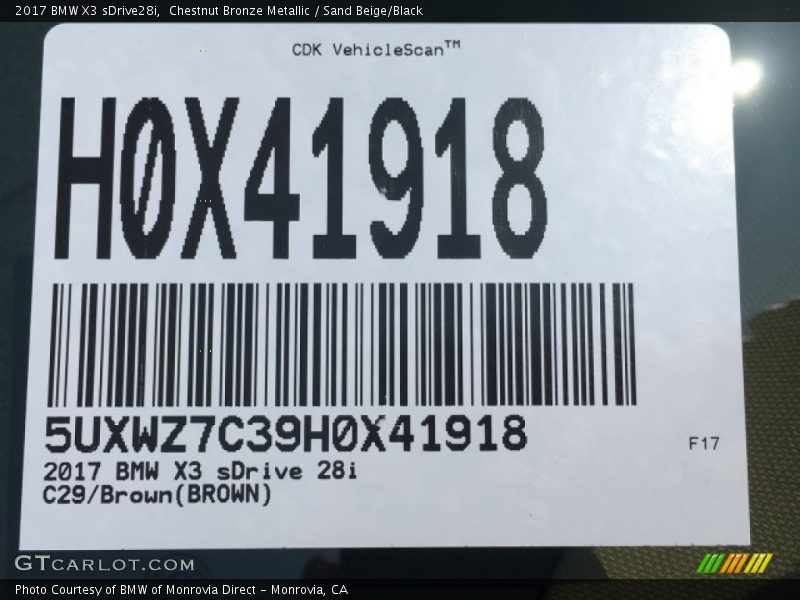 2017 BMW X3 sDrive28i, Chestnut Bronze Metallic / Sand Beige/Black
CDK VehicleScan™
H0X41918
5UXWZ7C39H0X41918
2017 BMW X3 sDrive 28i
F17
C29/Brown(BROWN)
GTCARLOT.COM
Photo Courtesy of BMW of Monrovia Direct - Monrovia, CA